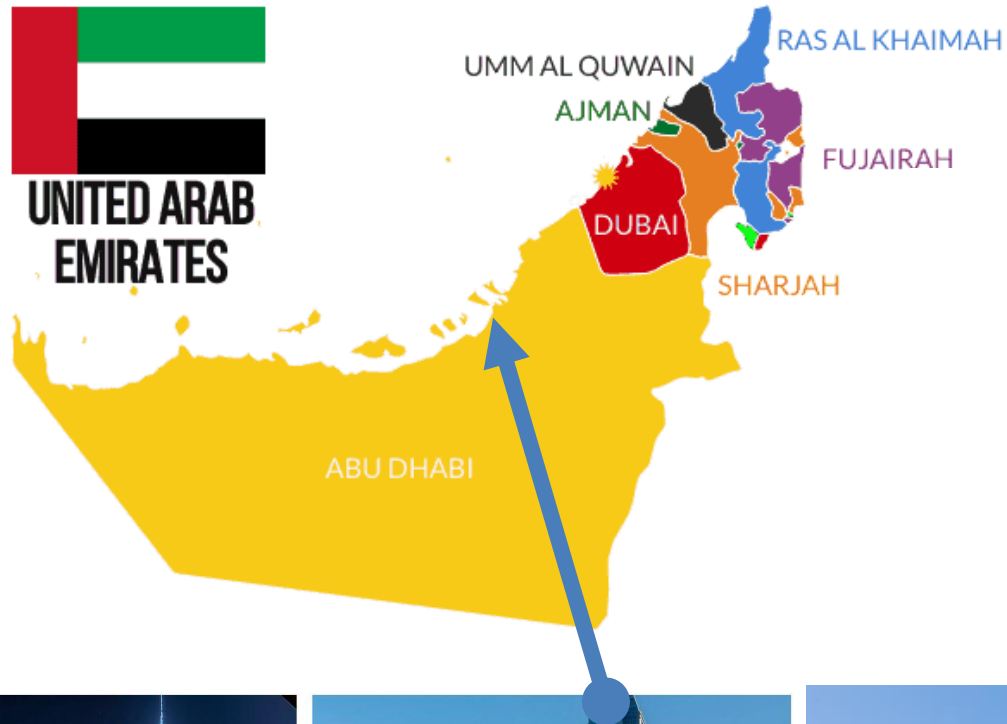 UNITED ARAB
EMIRATES
RAS AL KHAIMAH
UMM AL QUWAIN
AJMAN
FUJAIRAH
DUBAI
SHARJAH
ABU DHABI